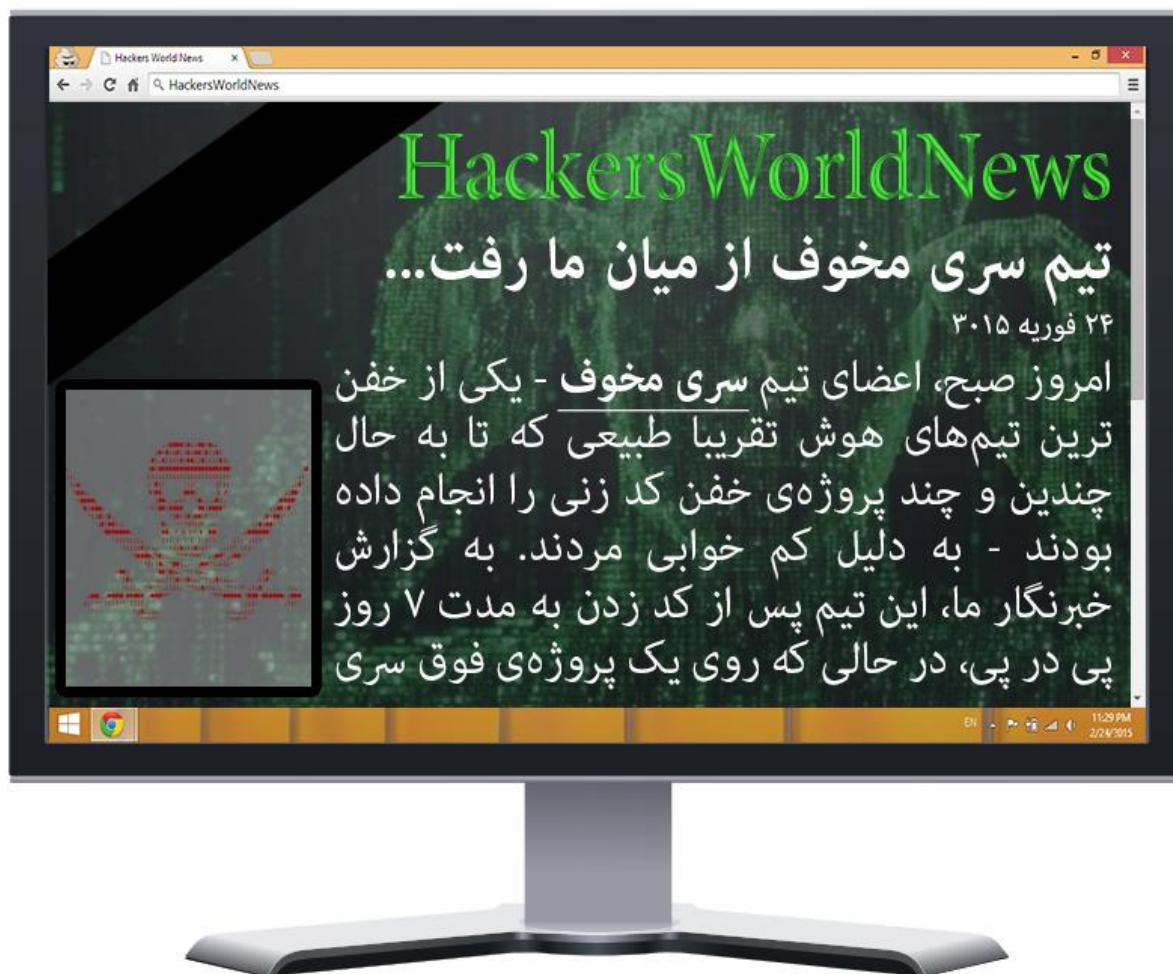 Hackers World News
HackersWorldNews
HackersWorldNews
تیم سری مخوف از میان ما رفت...
۲۴ فوریه ۳۰۱۵
امروز صبح، اعضای تیم سری مخوف - یکی از خفن
ترین تیم‌های هوش تقریبا طبیعی که تا به حال
چندین و چند پروژه‌ی خفن کد زنی را انجام داده
بودند - به دلیل کم خوابی مردند. به گزارش
خبرنگار ما، این تیم پس از کد زدن به مدت ۷ روز
پی در پی، در حالی که روی یک پروژه‌ی فوق سری
EN
11:29 PM
2/24/3015